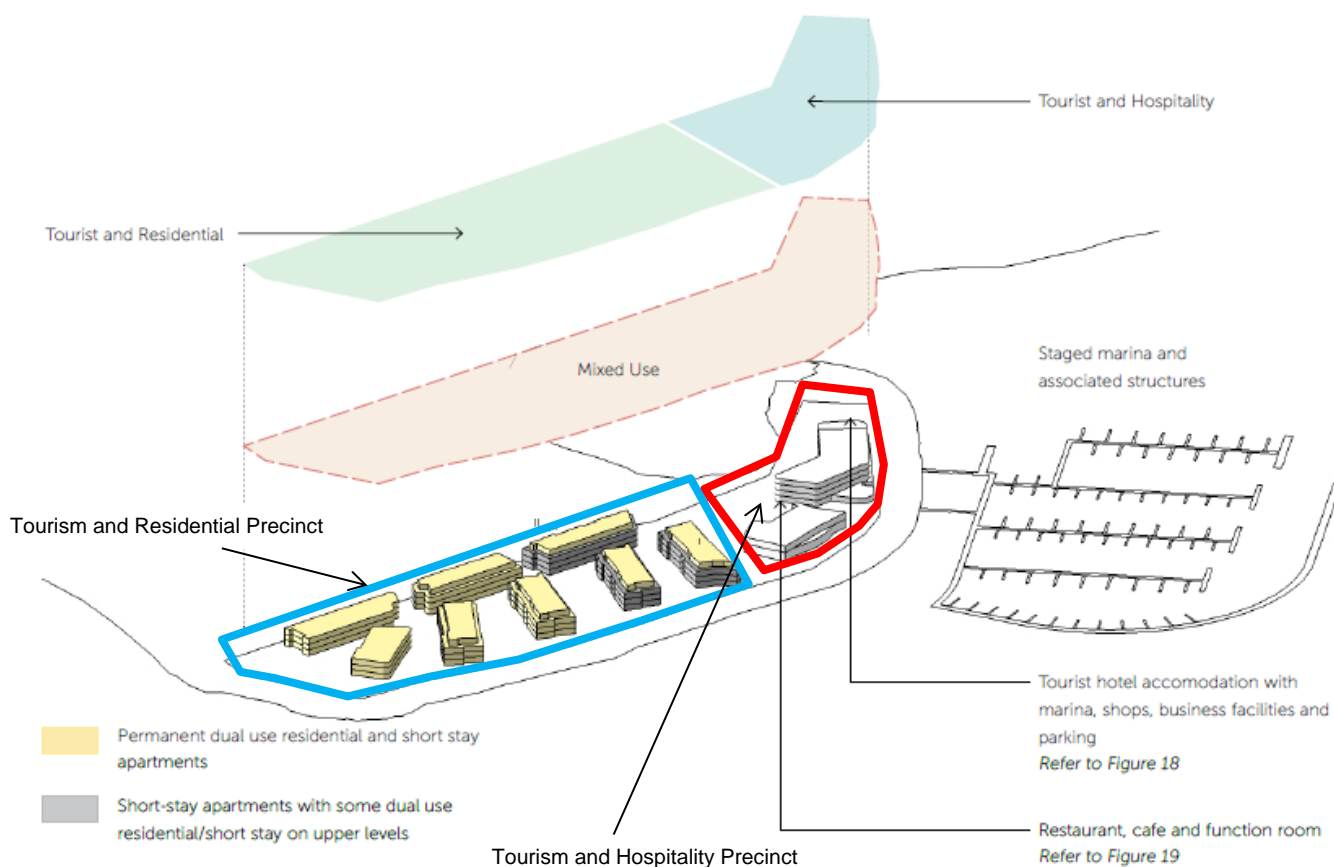 Tourist and Hospitality
Tourist and Residential
Mixed Use
Staged marina and
associated structures
Tourism and Residential Precinct
Tourist hotel accomodation with
marina, shops, business facilities and
parking
Refer to Figure 18
Permanent dual use residential and short stay
apartments
Short-stay apartments with some dual use
residential/short stay on upper levels
Restaurant, cafe and function room
Refer to Figure 19
Tourism and Hospitality Precinct